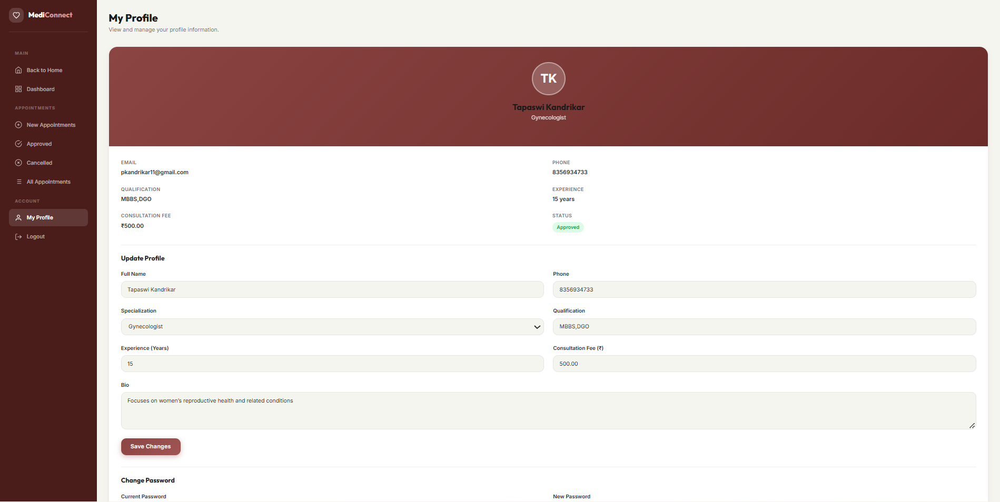 MediConnect
MAIN
Back to Home
Dashboard
APPOINTMENTS
New Appointments
Approved
Cancelled
All Appointments
ACCOUNT
My Profile
Logout
My Profile
View and manage your profile information.
TK
Tapaswi Kandrikar
Gynecologist
EMAIL
pkandrikar11@gmail.com
PHONE
8356934733
QUALIFICATION
MBBS,DGO
EXPERIENCE
15 years
CONSULTATION FEE
₹500.00
STATUS
Approved
Update Profile
Full Name
Tapaswi Kandrikar
Phone
8356934733
Specialization
Gynecologist
Qualification
MBBS,DGO
Experience (Years)
15
Consultation Fee (₹)
500.00
Bio
Focuses on women's reproductive health and related conditions
Save Changes
Change Password
Current Password
New Password